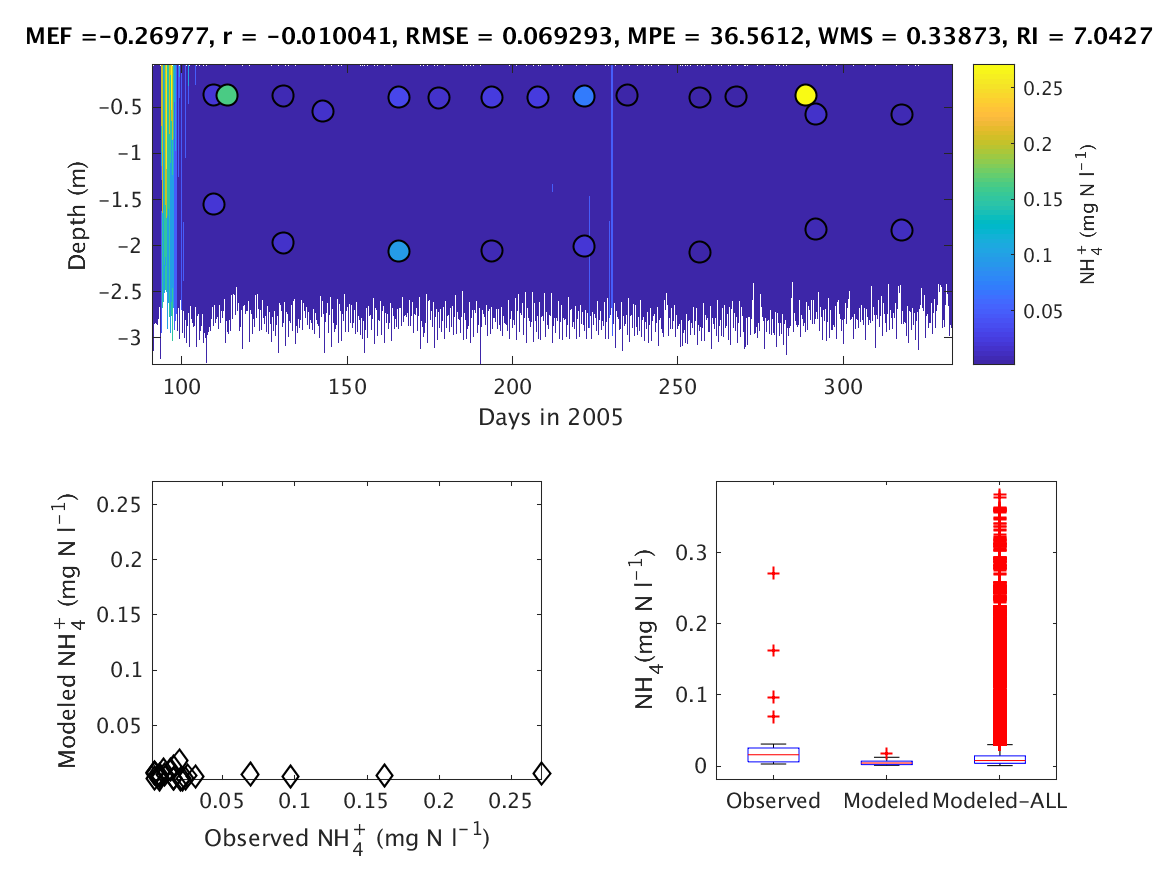 MEF =-0.26977, r = -0.010041, RMSE = 0.069293, MPE = 36.5612, WMS = 0.33873, RI = 7.0427
Depth (m)
-0.5
-1
-1.5
-2
-2.5
-3
100 150 200 250 300
Days in 2005
0.25
0.2
0.15
0.1
0.05
NH4+ (mg N l-1)
Modeled NH4+ (mg N l-1)
0.25
0.2
0.15
0.1
0.05
0.05 0.1 0.15 0.2 0.25
Observed NH4+ (mg N l-1)
NH4(mg N l-1)
0.3
0.2
0.1
0
Observed Modeled Modeled-ALL